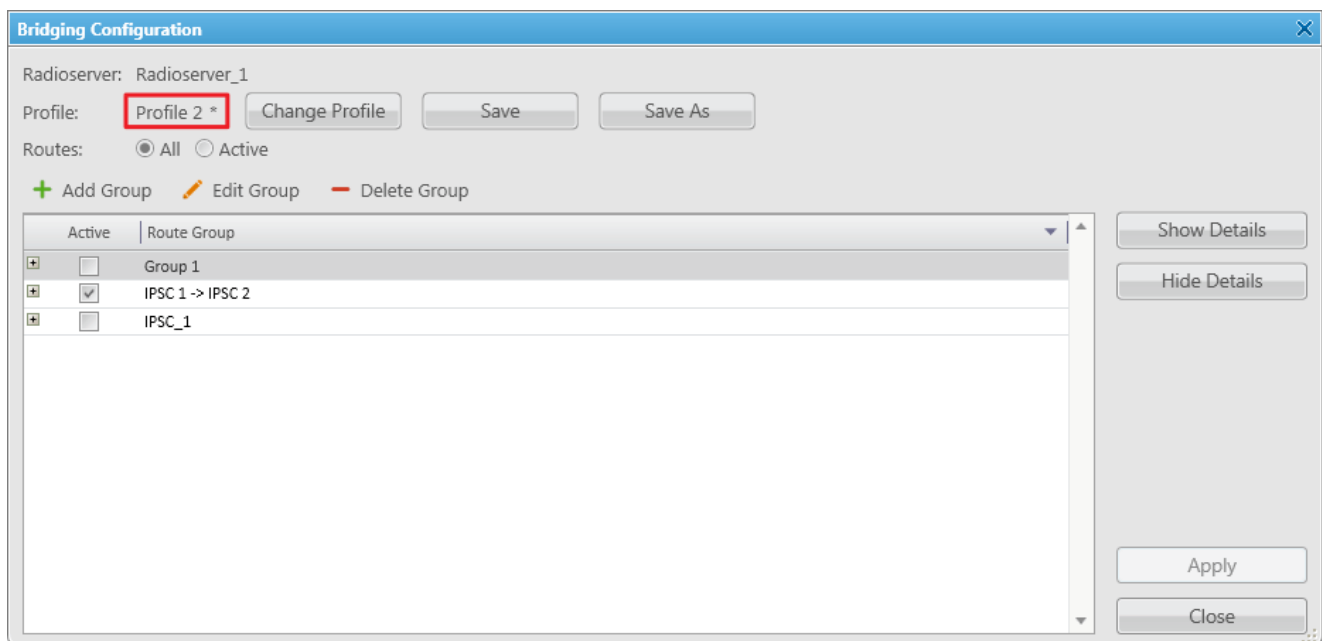 Bridging Configuration
Radioserver: Radioserver_1
Profile: Profile 2 * Change Profile Save Save As
Routes: All Active
Add Group Edit Group Delete Group
Active Route Group
Group 1
IPSC 1 -> IPSC 2
IPSC_1
Show Details
Hide Details
Apply
Close